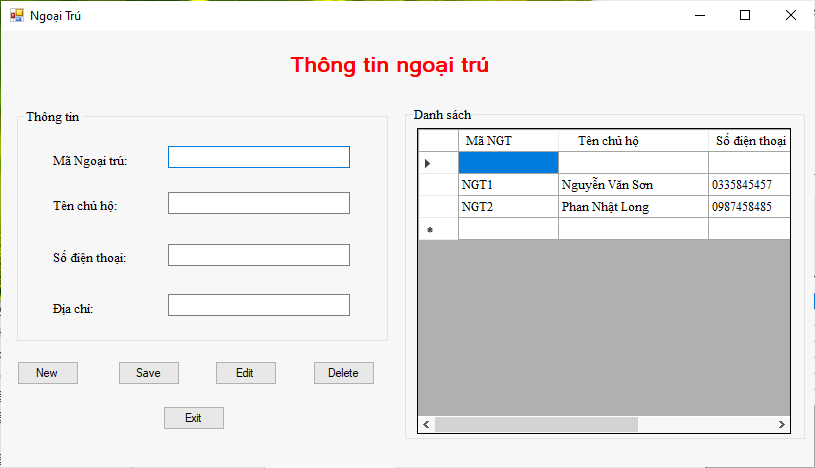 Ngoại Trú
Thông tin ngoại trú
Thông tin
Mã Ngoại trú:
Tên chủ hộ:
Số điện thoại:
Địa chỉ:
New Save Edit Delete
Exit
Danh sách
Mã NGT Tên chủ hộ Số điện thoại
NGT1 Nguyễn Văn Sơn 0335845457
NGT2 Phan Nhật Long 0987458485